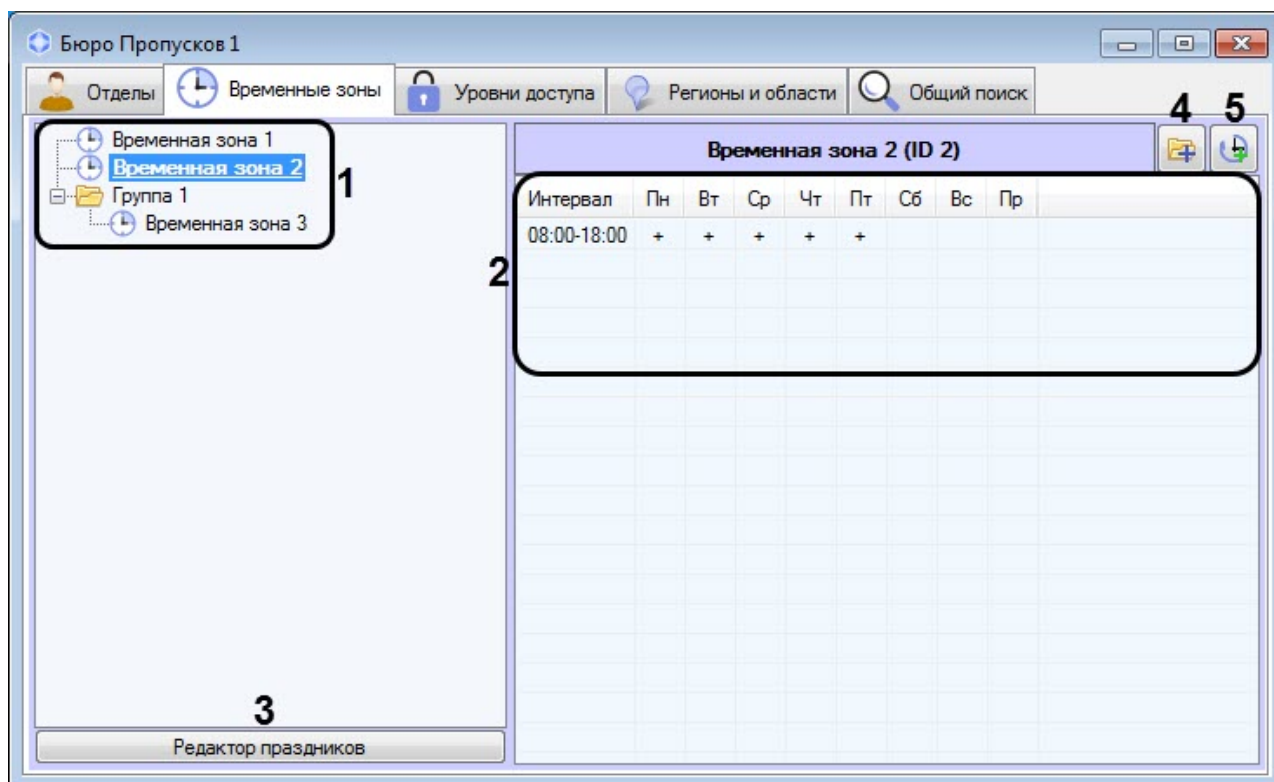 Бюро Пропусков 1
Отделы Временные зоны Уровни доступа Регионы и области Общий поиск
4 5
Временная зона 1
Временная зона 2
Группа 1
Временная зона 3
1
Временная зона 2 (ID 2)
Интервал Пн Вт Ср Чт Пт Сб Вс Пр
08:00-18:00 + + + + +
2
3
Редактор праздников